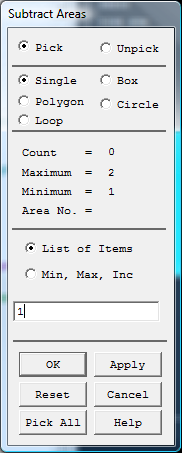 Subtract Areas
Pick Unpick
Single Box
Polygon Circle
Loop
Count = 0
Maximum = 2
Minimum = 1
Area No. =
List of Items
Min, Max, Inc
1
OK Apply
Reset Cancel
Pick All Help